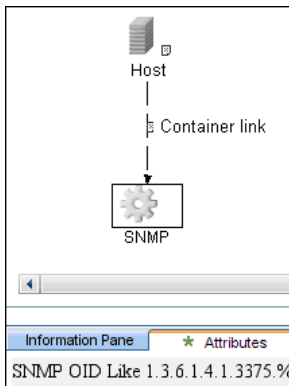 Host
Container link
SNMP
Information Pane
* Attributes
SNMP OID Like 1.3.6.1.4.1.3375.%